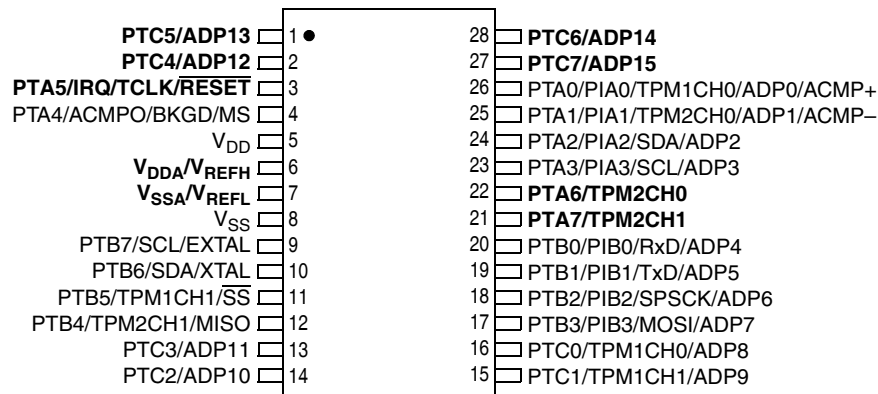 PTC5/ADP13 1 28 PTC6/ADP14
PTC4/ADP12 2 27 PTC7/ADP15
PTA5/IRQ/TCLK/RESET 3 26 PTA0/PIA0/TPM1CH0/ADP0/ACMP+
PTA4/ACMPO/BKGD/MS 4 25 PTA1/PIA1/TPM2CH0/ADP1/ACMP–
VDD 5 24 PTA2/PIA2/SDA/ADP2
VDDA/VREFH 6 23 PTA3/PIA3/SCL/ADP3
VSSA/VREFL 7 22 PTA6/TPM2CH0
VSS 8 21 PTA7/TPM2CH1
PTB7/SCL/EXTAL 9 20 PTB0/PIB0/RxD/ADP4
PTB6/SDA/XTAL 10 19 PTB1/PIB1/TxD/ADP5
PTB5/TPM1CH1/SS 11 18 PTB2/PIB2/SPSCK/ADP6
PTB4/TPM2CH1/MISO 12 17 PTB3/PIB3/MOSI/ADP7
PTC3/ADP11 13 16 PTC0/TPM1CH0/ADP8
PTC2/ADP10 14 15 PTC1/TPM1CH1/ADP9